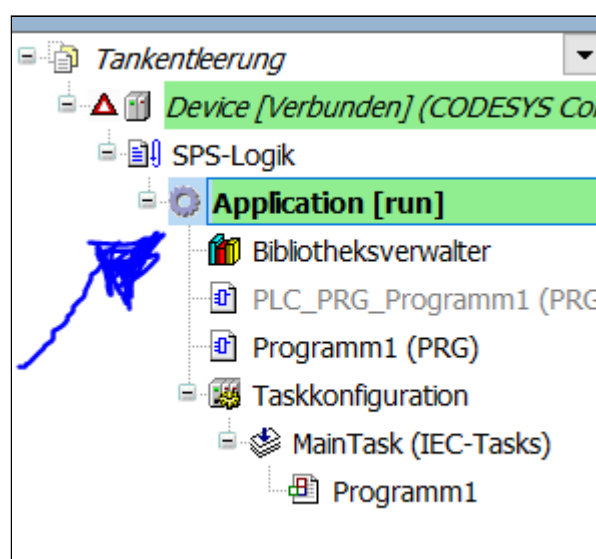 Tankentleerung
Device [Verbunden] (CODESYS Co
SPS-Logik
Application [run]
Bibliotheksverwalter
PLC_PRG_Programm1 (PRG
Programm1 (PRG)
Taskkonfiguration
MainTask (IEC-Tasks)
Programm1